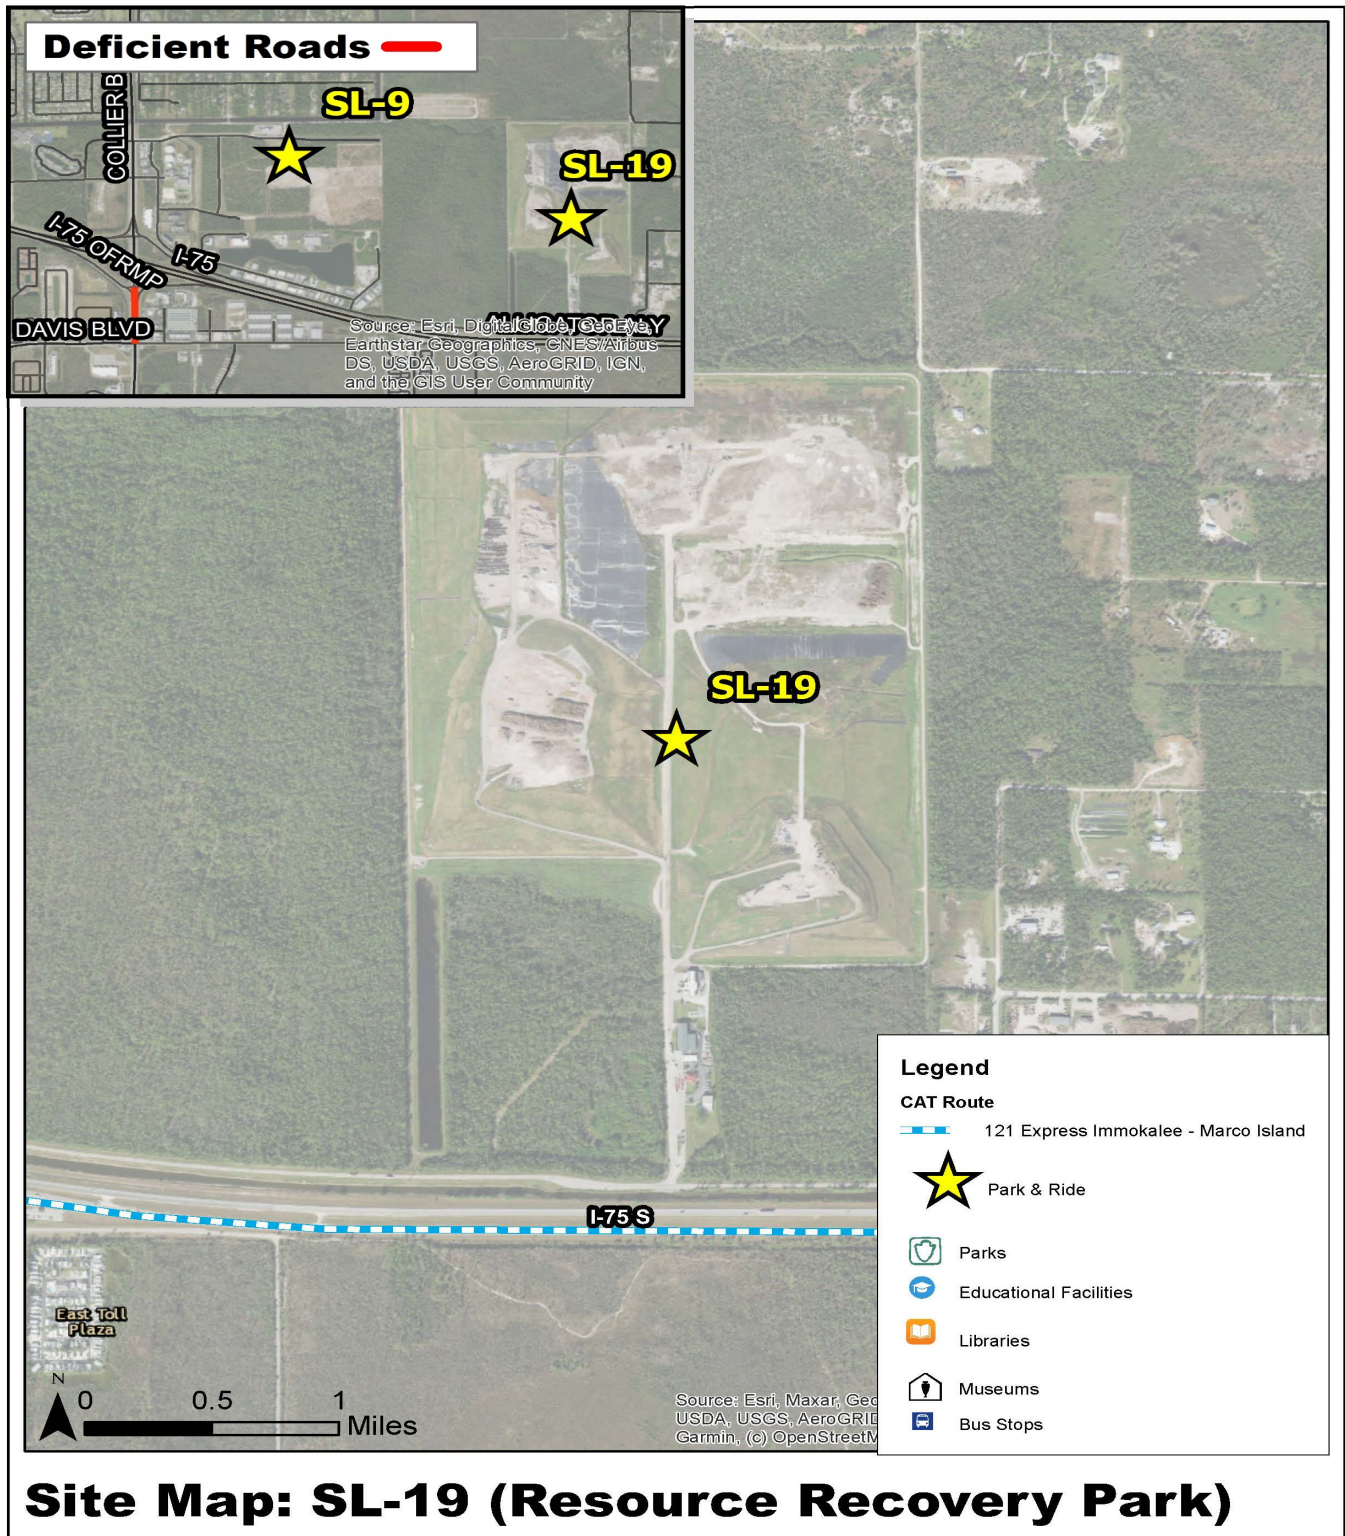 Deficient Roads
COLLIER B
SL-9
SL-19
I-75 OFRMP
I-75
DAVIS BLVD
Source: Esri, DigitalGlobe, GeoEye,
Earthstar Geographics, CNES/Airbus
DS, USDA, USGS, AeroGRID, IGN,
and the GIS User Community
SL-19
I-75 S
East Toll
Plaza
N
0 0.5 1
Miles
Source: Esri, Maxar, Geo
USDA, USGS, AeroGRID
Garmin, (c) OpenStreetM
Legend
CAT Route
121 Express Immokalee - Marco Island
Park & Ride
Parks
Educational Facilities
Libraries
Museums
Bus Stops
Site Map: SL-19 (Resource Recovery Park)